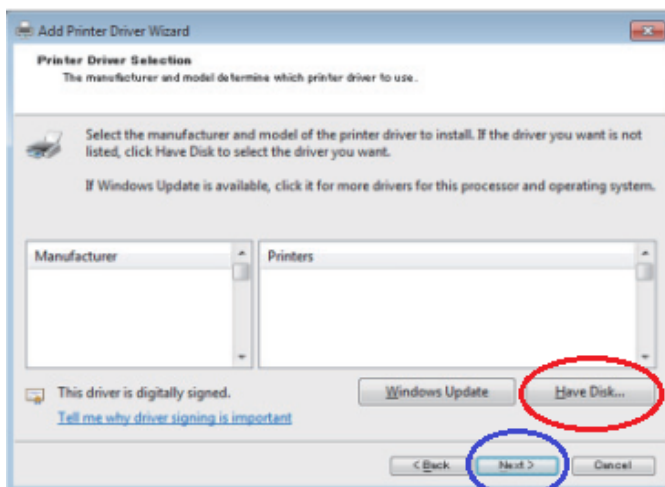 Add Printer Driver Wizard
Printer Driver Selection
The manufacturer and model determine which printer driver to use.
Select the manufacturer and model of the printer driver to install. If the driver you want is not
listed, click Have Disk to select the driver you want.
If Windows Update is available, click it for more drivers for this processor and operating system.
Manufacturer
Printers
This driver is digitally signed.
Windows Update
Have Disk...
Tell me why driver signing is important
< Back
Next >
Cancel